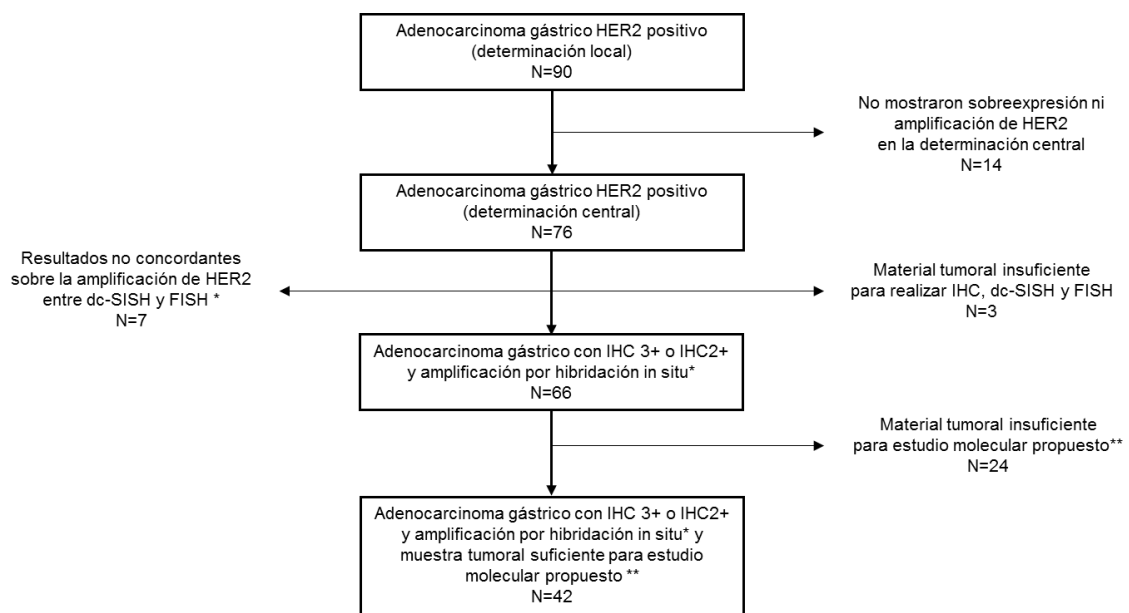 Adenocarcinoma gástrico HER2 positivo
(determinación local)
N=90
No mostraron sobreexpresión ni
amplificación de HER2
en la determinación central
N=14
Adenocarcinoma gástrico HER2 positivo
(determinación central)
N=76
Resultados no concordantes
sobre la amplificación de HER2
entre dc-SISH y FISH *
N=7
Material tumoral insuficiente
para realizar IHC, dc-SISH y FISH
N=3
Adenocarcinoma gástrico con IHC 3+ o IHC2+
y amplificación por hibridación in situ*
N=66
Material tumoral insuficiente
para estudio molecular propuesto**
N=24
Adenocarcinoma gástrico con IHC 3+ o IHC2+
y amplificación por hibridación in situ* y
muestra tumoral suficiente para estudio
molecular propuesto **
N=42